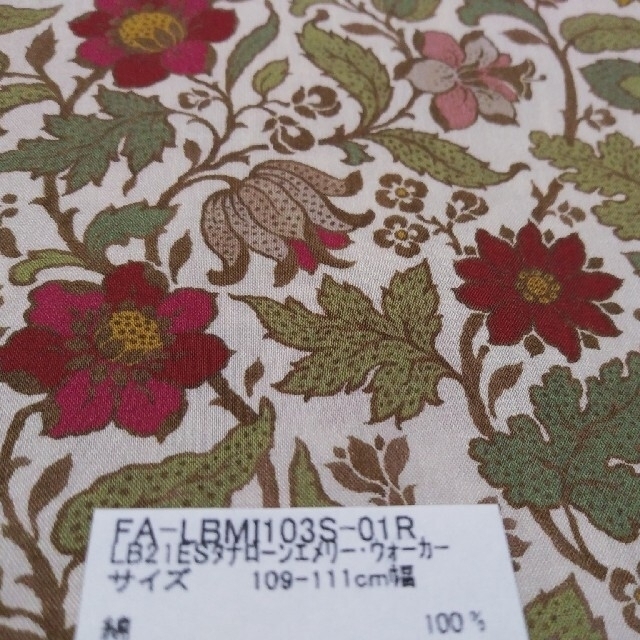 FA-LBMI103S-01R
LB21ESタナローンエメリー・ウォーカー
サイズ 109-111cm幅
綿 100%